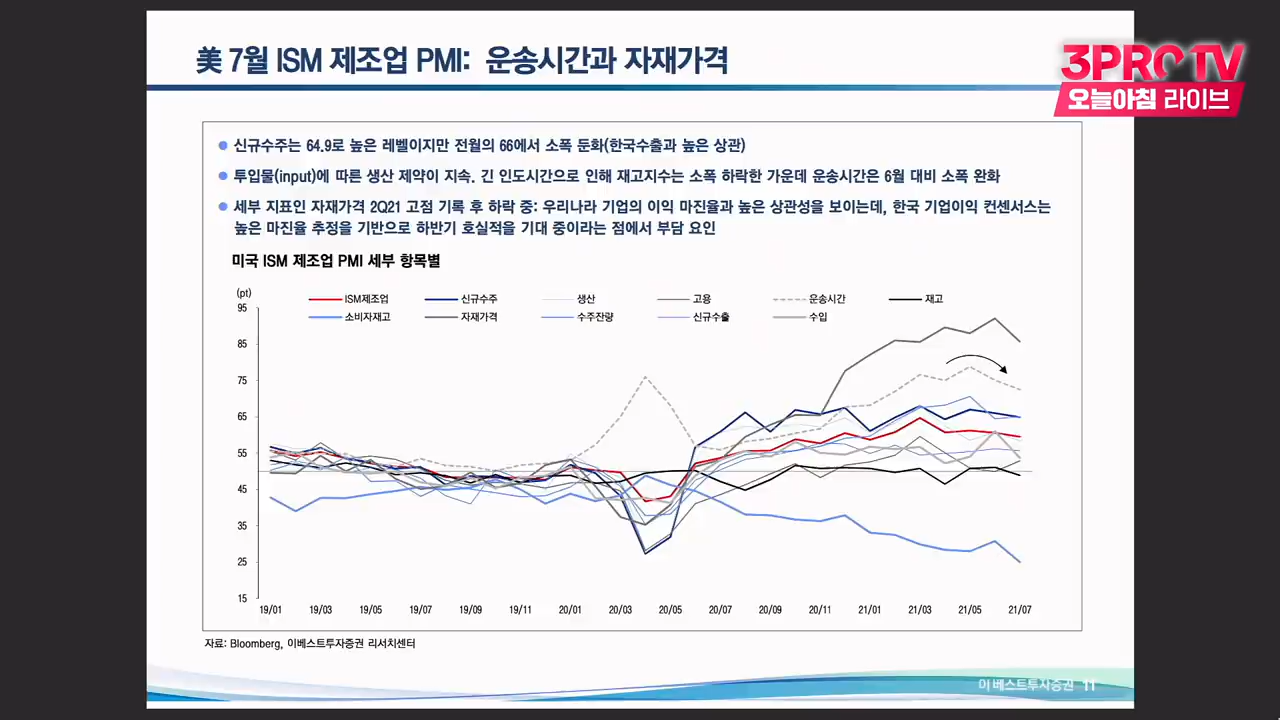 美 7월 ISM 제조업 PMI: 운송시간과 자재가격
3PRO TV
오늘아침 라이브
신규수주는 64.9로 높은 레벨이지만 전월의 66에서 소폭 둔화(한국수출과 높은 상관)
투입물(input)에 따른 생산 제약이 지속. 긴 인도시간으로 인해 재고지수는 소폭 하락한 가운데 운송시간은 6월 대비 소폭 완화
세부 지표인 자재가격 2Q21 고점 기록 후 하락 중: 우리나라 기업의 이익 마진율과 높은 상관성을 보이는데, 한국 기업이익 컨센서스는
높은 마진율 추정을 기반으로 하반기 호실적을 기대 중이라는 점에서 부담 요인
미국 ISM 제조업 PMI 세부 항목별
(pt)
ISM제조업 신규수주 생산 고용 운송시간 재고
소비자재고 자재가격 수주잔량 신규수출 수입
95
85
75
65
55
45
35
25
15
19/01 19/03 19/05 19/07 19/09 19/11 20/01 20/03 20/05 20/07 20/09 20/11 21/01 21/03 21/05 21/07
자료: Bloomberg, 이베스트투자증권 리서치센터
이베스트투자증권 11